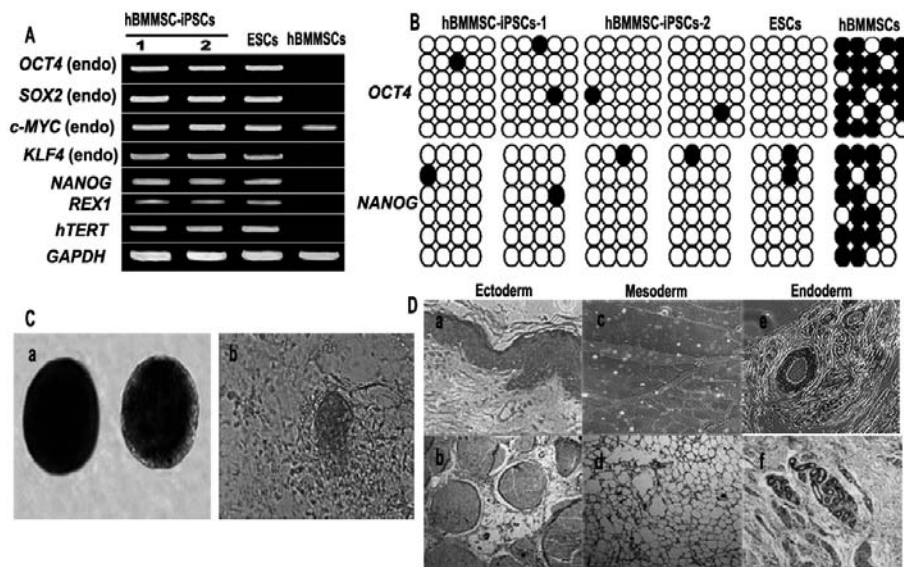 A
hBMMSC-iPSCs
1 2 ESCs hBMMSCs
OCT4 (endo)
SOX2 (endo)
c-MYC (endo)
KLF4 (endo)
NANOG
REX1
hTERT
GAPDH
B
hBMMSC-iPSCs-1 hBMMSC-iPSCs-2 ESCs hBMMSCs
OCT4
NANOG
C
a b
D
Ectoderm Mesoderm Endoderm
a c e
b d f